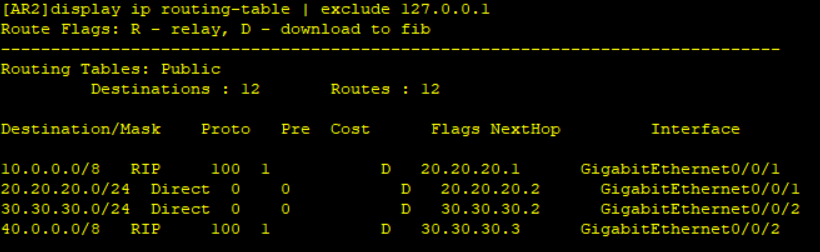 [AR2]display ip routing-table | exclude 127.0.0.1
Route Flags: R - relay, D - download to fib
------------------------------------------------------------------------------
Routing Tables: Public
         Destinations : 12       Routes : 12

Destination/Mask    Proto   Pre  Cost      Flags NextHop         Interface

10.0.0.0/8   RIP     100  1           D   20.20.20.1      GigabitEthernet0/0/1
20.20.20.0/24  Direct  0    0           D   20.20.20.2      GigabitEthernet0/0/1
30.30.30.0/24  Direct  0    0           D   30.30.30.2      GigabitEthernet0/0/2
40.0.0.0/8   RIP     100  1           D   30.30.30.3      GigabitEthernet0/0/2